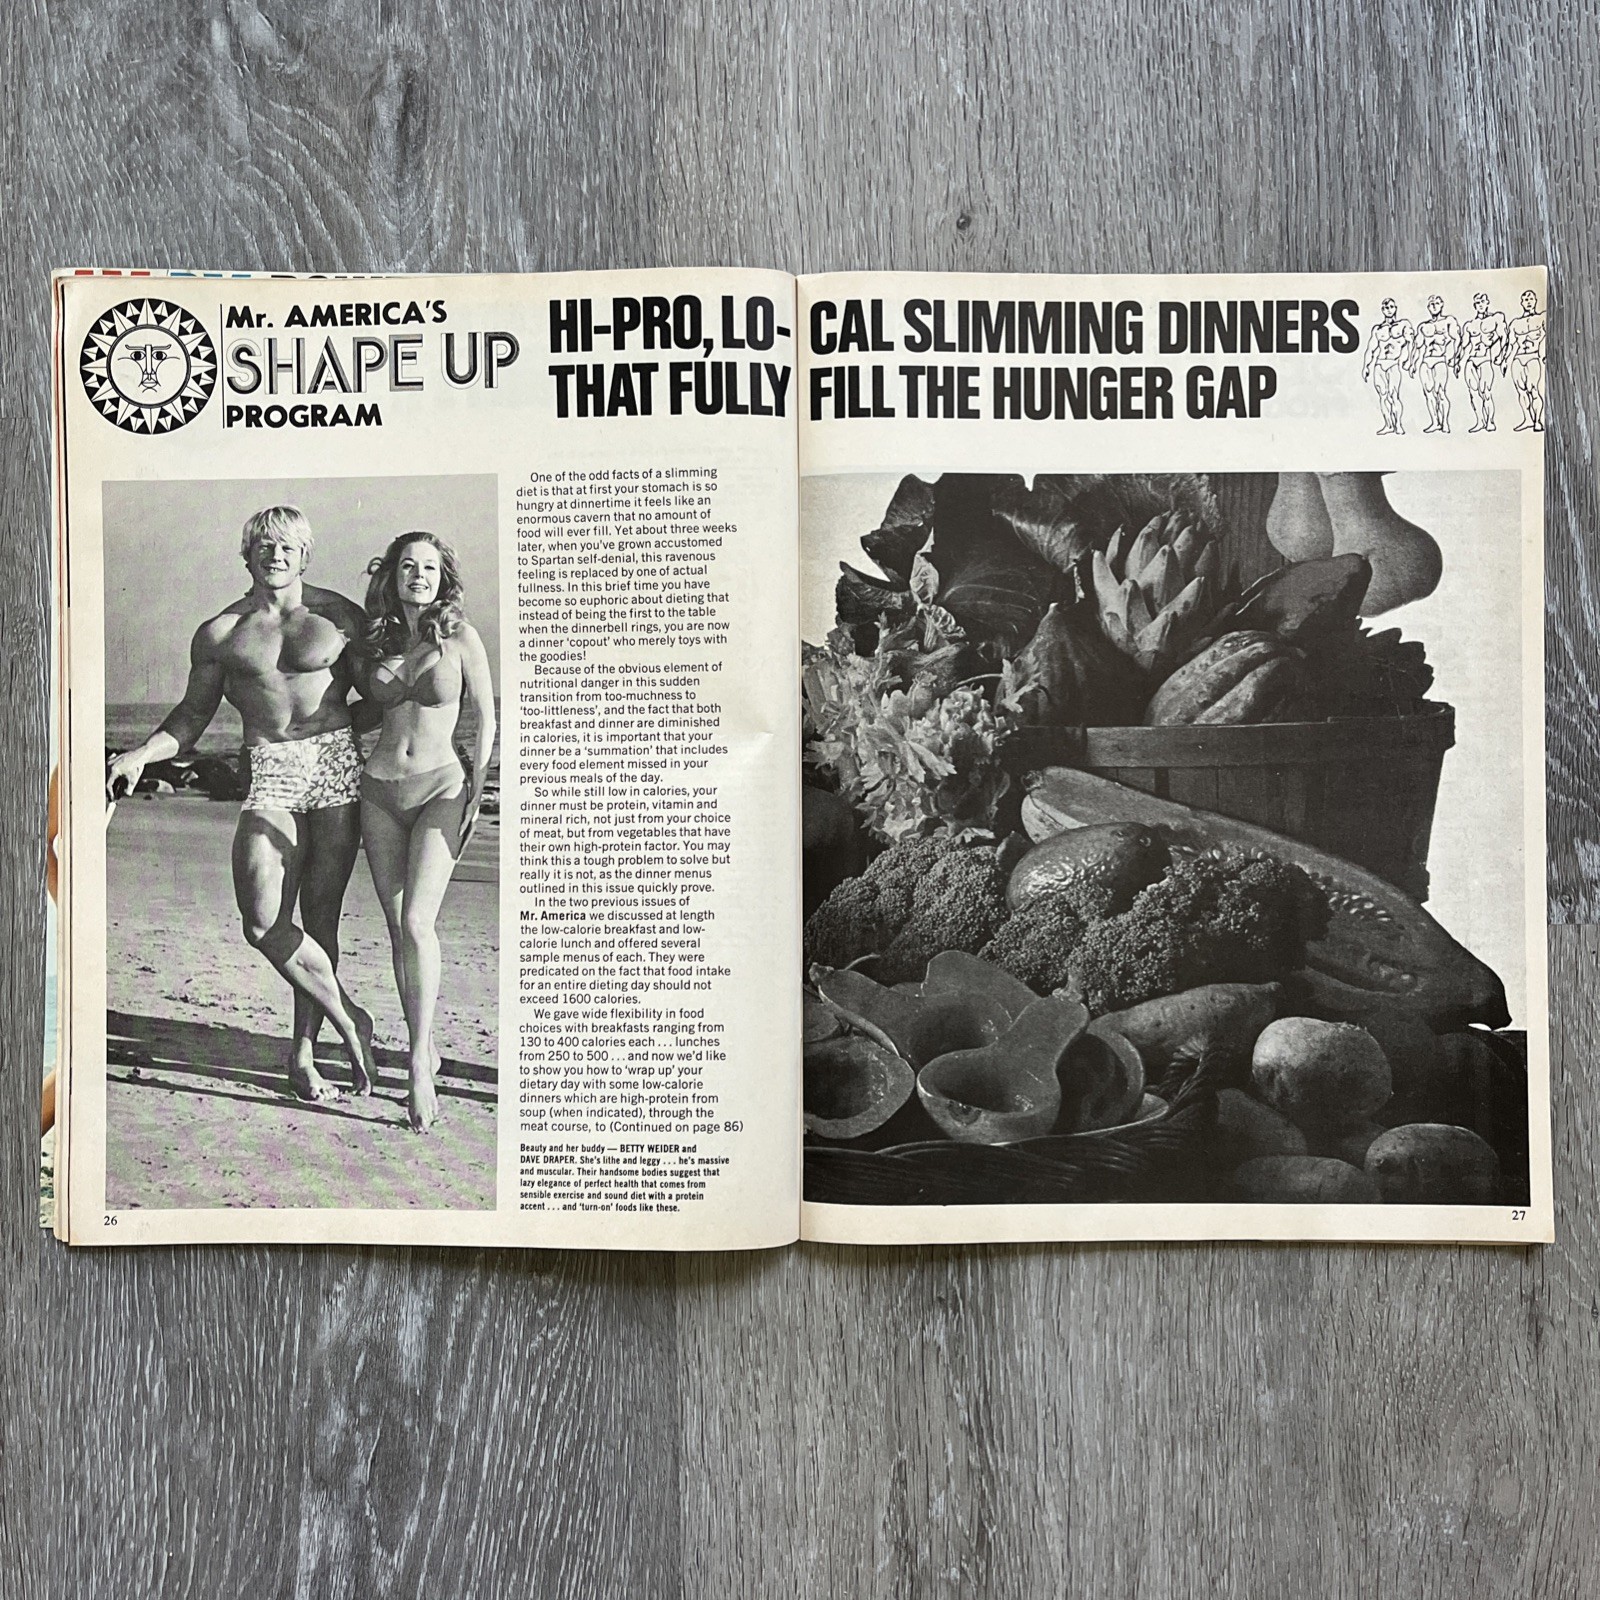 Mr. AMERICA'S
SHAPE UP
PROGRAM
HI-PRO, LO-CAL SLIMMING DINNERS
THAT FULLY FILL THE HUNGER GAP
One of the odd facts of a slimming
diet is that at first your stomach is so
hungry at dinnertime it feels like an
enormous cavern that no amount of
food will ever fill. Yet about three weeks
later, when you've grown accustomed
to Spartan self-denial, this ravenous
feeling is replaced by one of actual
fullness. In this brief time you have
become so euphoric about dieting that
instead of being the first to the table
when the dinnerbell rings, you are now
a dinner 'copout' who merely toys with
the goodies!
Because of the obvious element of
nutritional danger in this sudden
transition from too-muchness to
'too-littleness', and the fact that both
breakfast and dinner are diminished
in calories, it is important that your
dinner be a 'summation' that includes
every food element missed in your
previous meals of the day.
So while still low in calories, your
dinner must be protein, vitamin and
mineral rich, not just from your choice
of meat, but from vegetables that have
their own high-protein factor. You may
think this a tough problem to solve but
really it is not, as the dinner menus
outlined in this issue quickly prove.
In the two previous issues of
Mr. America we discussed at length
the low-calorie breakfast and low-
calorie lunch and offered several
sample menus of each. They were
predicated on the fact that food intake
for an entire dieting day should not
exceed 1600 calories.
We gave wide flexibility in food
choices with breakfasts ranging from
130 to 400 calories each . . . lunches
from 250 to 500 . . . and now we'd like
to show you how to 'wrap up' your
dietary day with some low-calorie
dinners which are high-protein from
soup (when indicated), through the
meat course, to (Continued on page 86)
Beauty and her buddy — BETTY WEIDER and
DAVE DRAPER. She's lithe and leggy . . . he's massive
and muscular. Their handsome bodies suggest that
lazy elegance of perfect health that comes from
sensible exercise and sound diet with a protein
accent . . . and 'turn-on' foods like these.
26
27